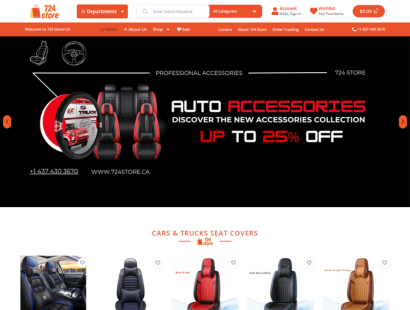 724
store
Departments
Enter Search Keyword
All Categories
Account
Hello, Sign in
Wishlist
See Your Items
$0.00
Welcome To 724 Store CA!
Home
About Us
Shop
Sale
Careers
About 724 Store
Order Tracking
Contact Us
+1 437 430 3670
PROFESSIONAL ACCESSORIES
724 STORE
AUTO ACCESSORIES
DISCOVER THE NEW ACCESSORIES COLLECTION
UP TO 25% OFF
TRUCK
+1 437.430.3670
WWW.724STORE.CA
CARS & TRUCKS SEAT COVERS
724
store